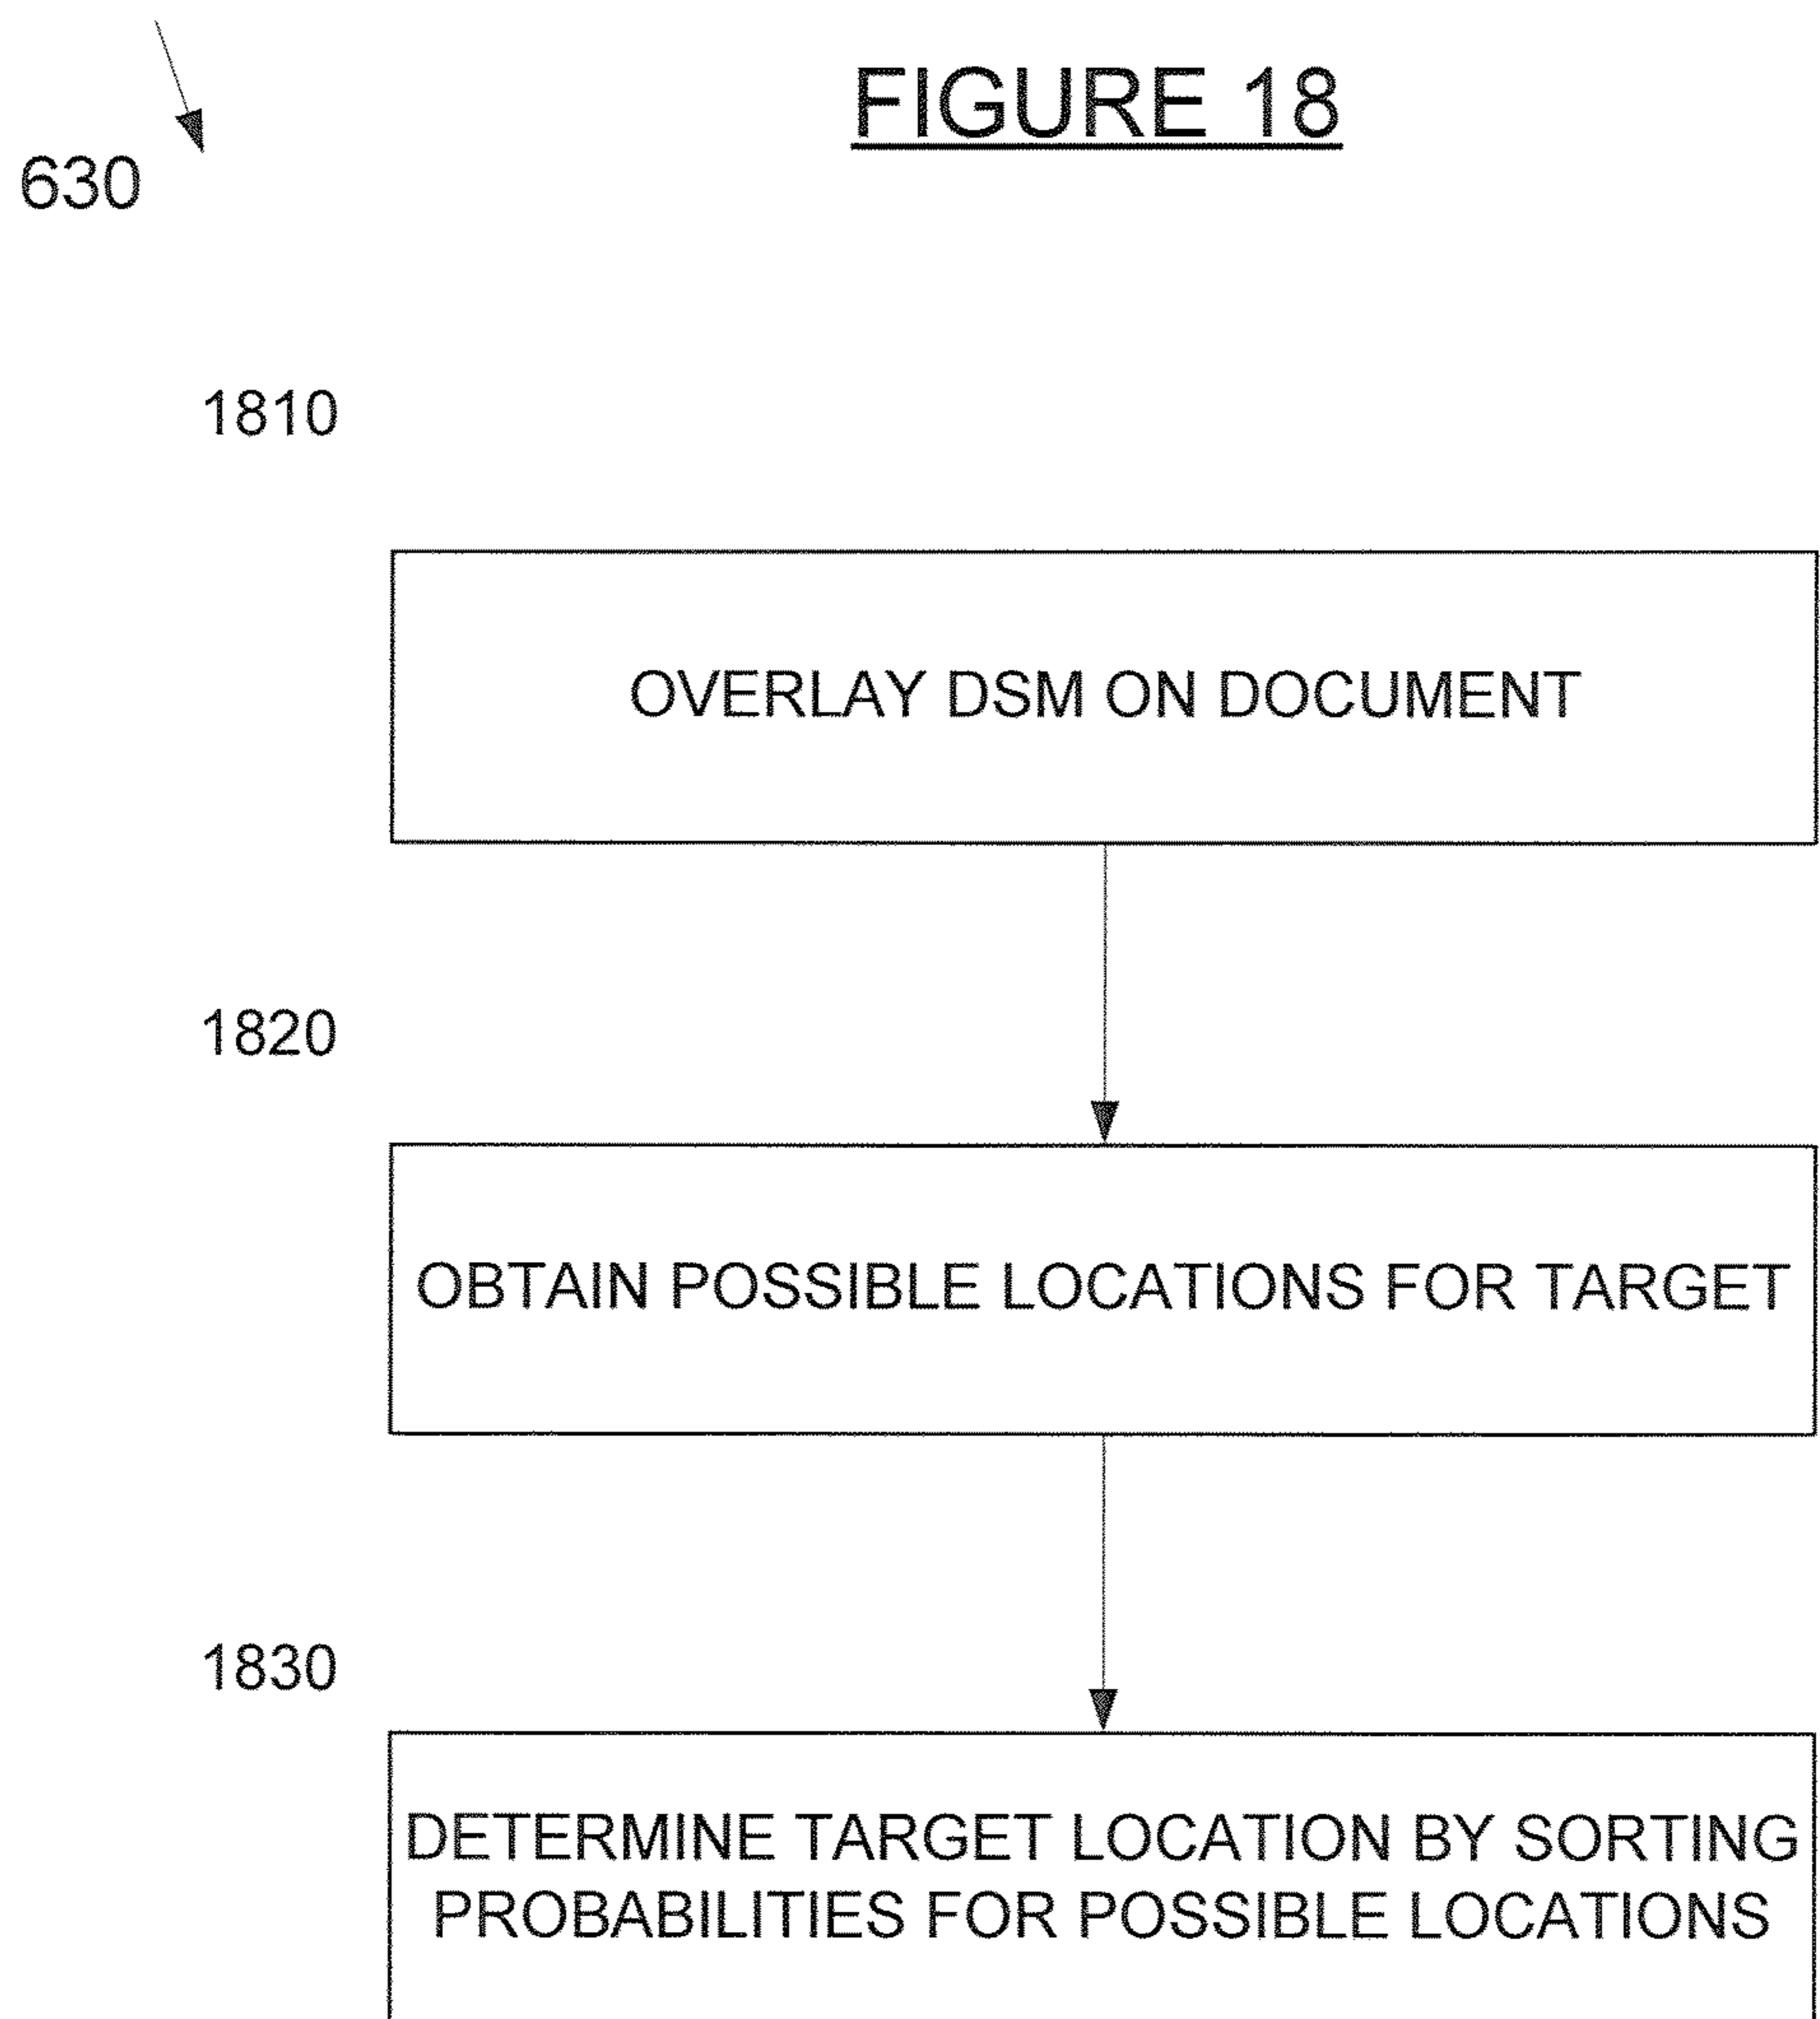 FIGURE 18
630
1810
OVERLAY DSM ON DOCUMENT
1820
OBTAIN POSSIBLE LOCATIONS FOR TARGET
1830
DETERMINE TARGET LOCATION BY SORTING
PROBABILITIES FOR POSSIBLE LOCATIONS